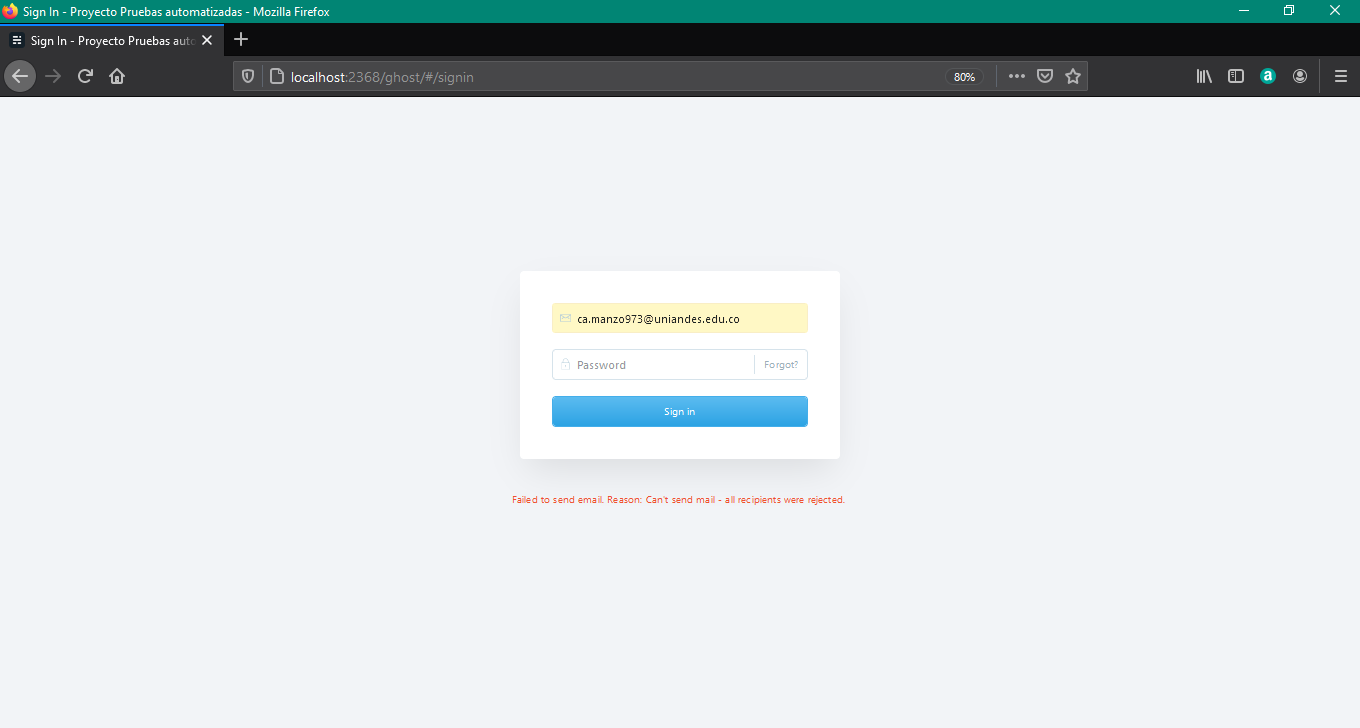 Sign In - Proyecto Pruebas automatizadas - Mozilla Firefox
Sign In - Proyecto Pruebas auto
localhost:2368/ghost/#/signin
80%
a
ca.manzo973@uniandes.edu.co
Password
Forgot?
Sign in
Failed to send email. Reason: Can't send mail - all recipients were rejected.